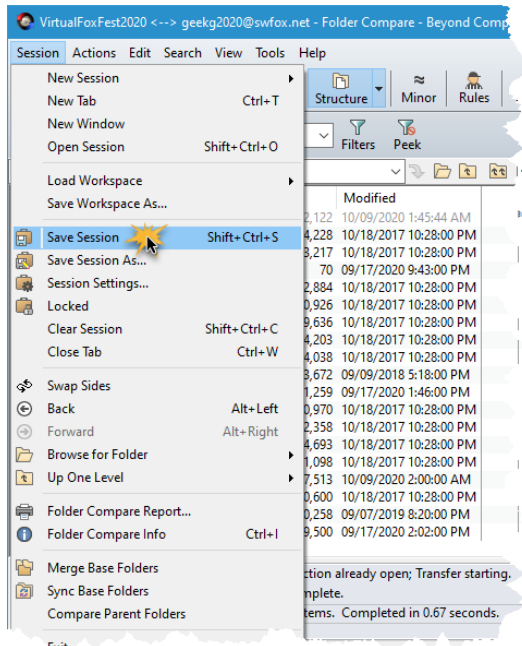 VirtualFoxFest2020 <--> geekg2020@swfox.net - Folder Compare - Beyond Comp
Session Actions Edit Search View Tools Help
New Session
New Tab Ctrl+T
New Window
Open Session Shift+Ctrl+O
Load Workspace
Save Workspace As...
Save Session Shift+Ctrl+S
Save Session As...
Session Settings...
Locked
Clear Session Shift+Ctrl+C
Close Tab Ctrl+W
Swap Sides
Back Alt+Left
Forward Alt+Right
Browse for Folder
Up One Level
Folder Compare Report...
Folder Compare Info Ctrl+I
Merge Base Folders
Sync Base Folders
Compare Parent Folders
Structure Minor Rules
Filters Peek
Modified
2,122 10/09/2020 1:45:44 AM
4,228 10/18/2017 10:28:00 PM
3,217 10/18/2017 10:28:00 PM
70 09/17/2020 9:43:00 PM
2,884 10/18/2017 10:28:00 PM
0,926 10/18/2017 10:28:00 PM
9,636 10/18/2017 10:28:00 PM
4,203 10/18/2017 10:28:00 PM
4,038 10/18/2017 10:28:00 PM
3,672 09/09/2018 5:18:00 PM
1,259 09/17/2020 1:46:00 PM
0,970 10/18/2017 10:28:00 PM
2,358 10/18/2017 10:28:00 PM
4,693 10/18/2017 10:28:00 PM
1,098 10/18/2017 10:28:00 PM
7,513 10/09/2020 2:00:00 AM
0,600 10/18/2017 10:28:00 PM
0,258 09/07/2019 8:20:00 PM
9,500 09/17/2020 2:02:00 PM
ction already open; Transfer starting.
mplete.
tems. Completed in 0.67 seconds.